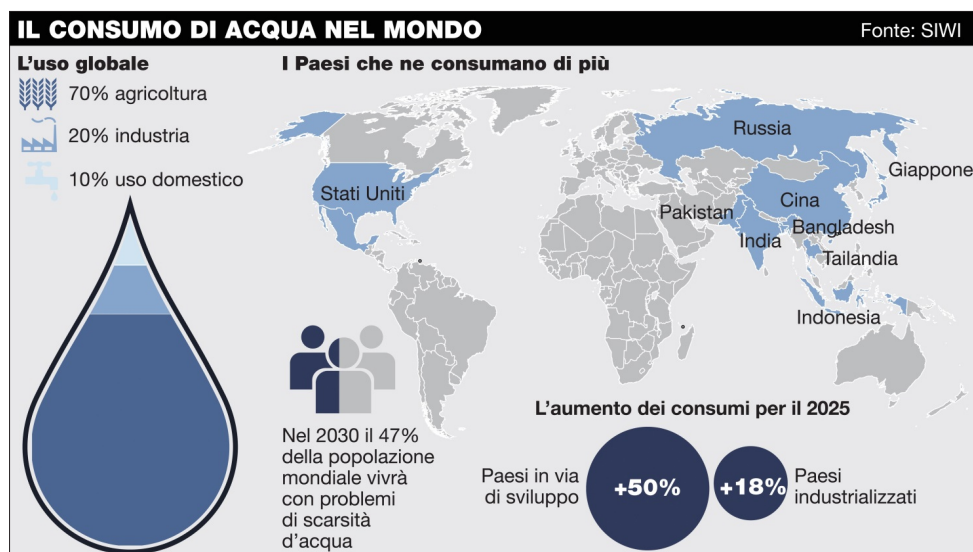 IL CONSUMO DI ACQUA NEL MONDO
Fonte: SIWI
L'uso globale
70% agricoltura
20% industria
10% uso domestico
I Paesi che ne consumano di più
Russia
Giappone
Stati Uniti
Cina
Pakistan
Bangladesh
India
Tailandia
Indonesia
Nel 2030 il 47%
della popolazione
mondiale vivrà
con problemi
di scarsità
d'acqua
L'aumento dei consumi per il 2025
Paesi in via
di sviluppo
+50%
+18%
Paesi
industrializzati